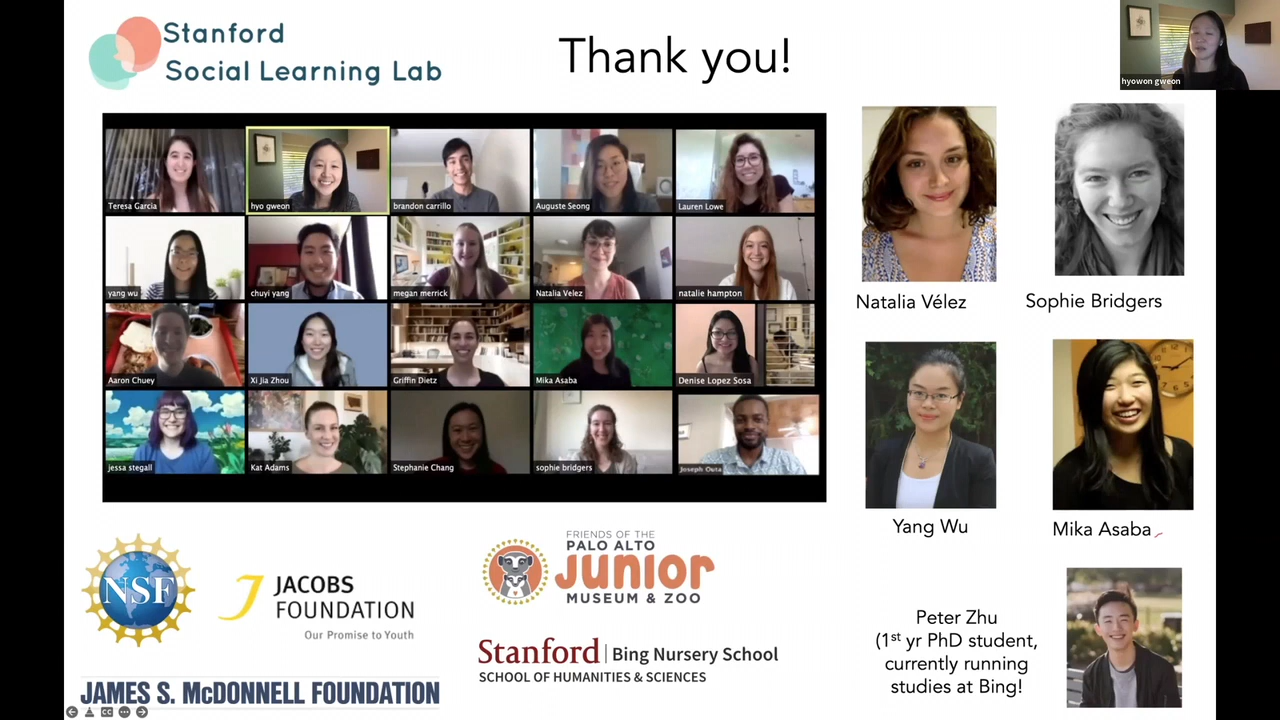 Stanford
Social Learning Lab
Thank you!
hyowon gweon
Teresa Garcia
hyo gweon
brandon carrillo
Auguste Seong
Lauren Lowe
yang wu
chuyi yang
megan merrick
Natalia Velez
natalie hampton
Aaron Chuey
Xi Jia Zhou
Griffin Dietz
Mika Asaba
Denise Lopez Sosa
jessa stegall
Kat Adams
Stephanie Chang
sophie bridgers
Joseph Outa
Natalia Vélez
Sophie Bridgers
Yang Wu
Mika Asaba
Peter Zhu
(1st yr PhD student,
currently running
studies at Bing!
NSF
JACOBS
FOUNDATION
Our Promise to Youth
JAMES S. McDONNELL FOUNDATION
FRIENDS OF THE
PALO ALTO
JUNIOR
MUSEUM & ZOO
Stanford | Bing Nursery School
SCHOOL OF HUMANITIES & SCIENCES